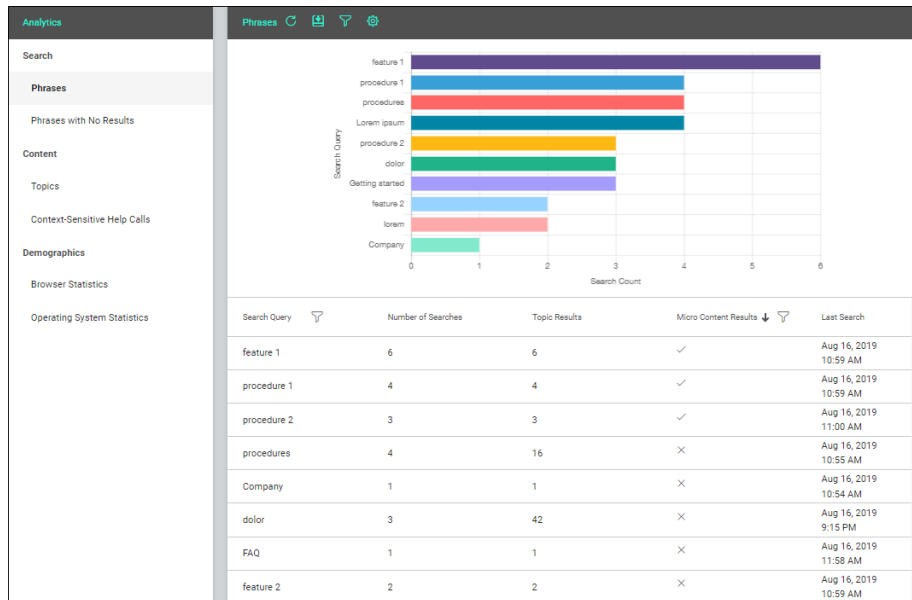 Analytics
Phrases
Search
Phrases
Phrases with No Results
Content
Topics
Context-Sensitive Help Calls
Demographics
Browser Statistics
Operating System Statistics
Search Query
feature 1
procedure 1
procedures
Lorem ipsum
procedure 2
dolor
Getting started
feature 2
lorem
Company
0 1 2 3 4 5 6
Search Count
Search Query Number of Searches Topic Results Micro Content Results Last Search
feature 1 6 6 Aug 16, 2019
10:59 AM
procedure 1 4 4 Aug 16, 2019
10:59 AM
procedure 2 3 3 Aug 16, 2019
11:00 AM
procedures 4 16 Aug 16, 2019
10:55 AM
Company 1 1 Aug 16, 2019
10:54 AM
dolor 3 42 Aug 16, 2019
9:15 PM
FAQ 1 1 Aug 16, 2019
11:58 AM
feature 2 2 2 Aug 16, 2019
10:59 AM